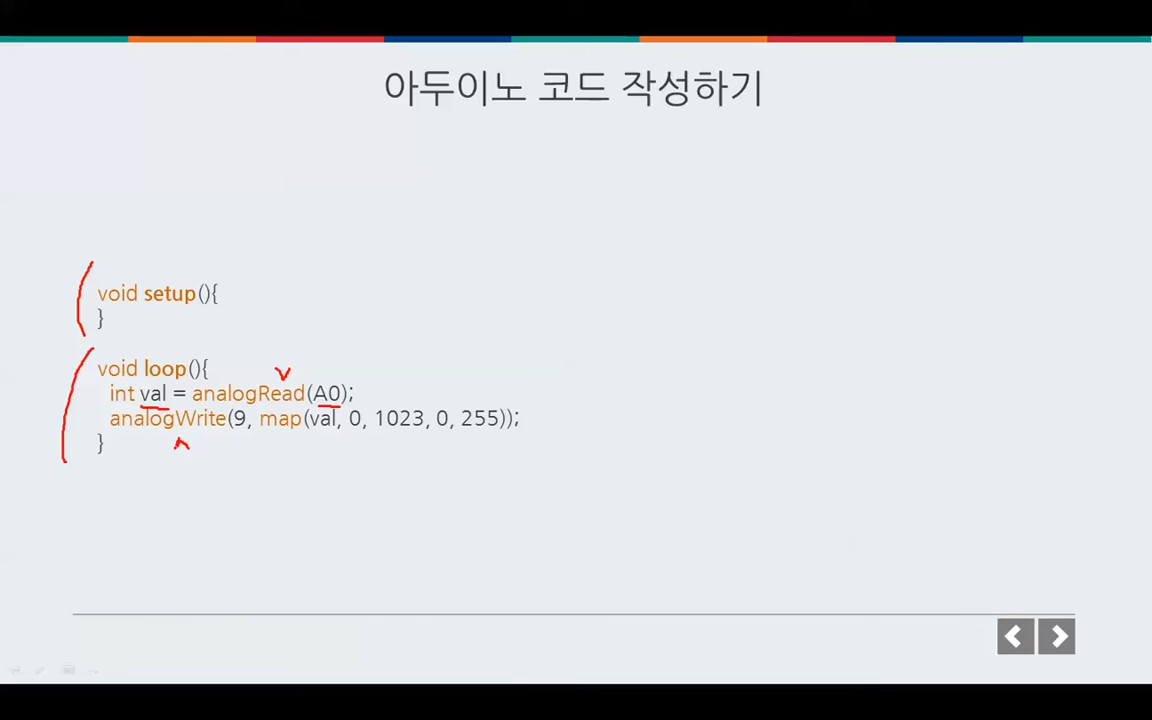 아두이노 코드 작성하기
void setup(){
}
void loop(){
int val = analogRead(A0);
analogWrite(9, map(val, 0, 1023, 0, 255));
}